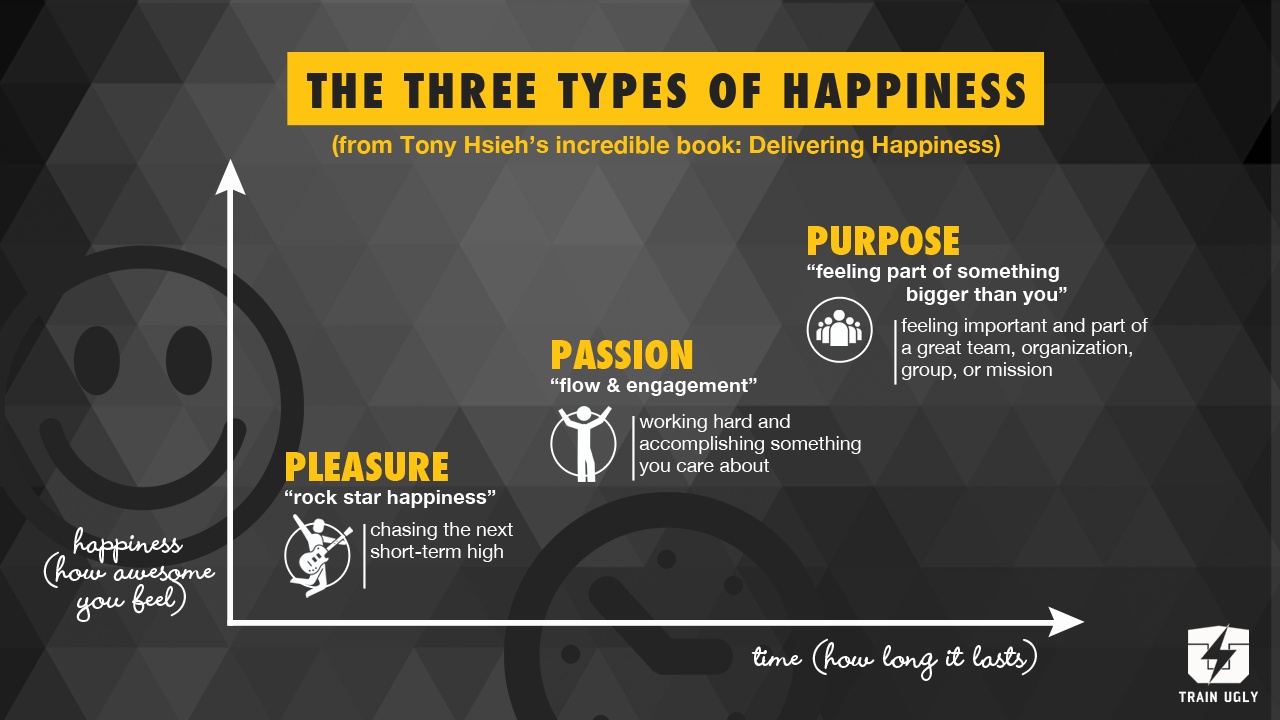 THE THREE TYPES OF HAPPINESS
(from Tony Hsieh’s incredible book: Delivering Happiness)
PURPOSE
“feeling part of something
bigger than you”
feeling important and part of
a great team, organization,
group, or mission
PASSION
“flow & engagement”
working hard and
accomplishing something
you care about
PLEASURE
“rock star happiness”
chasing the next
short-term high
happiness
(how awesome
you feel)
time (how long it lasts)
TRAIN UGLY